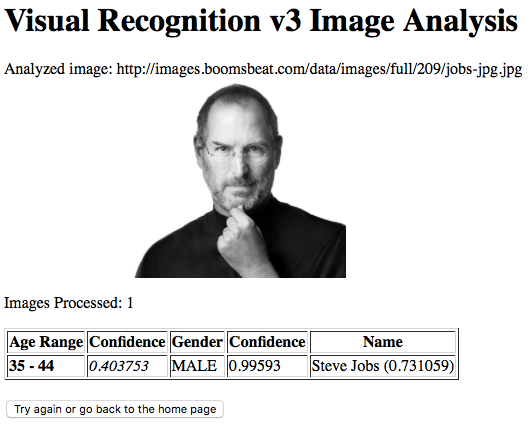 Visual Recognition v3 Image Analysis
Analyzed image: http://images.boomsbeat.com/data/images/full/209/jobs-jpg.jpg
Images Processed: 1
Age Range Confidence Gender Confidence Name
35 - 44 0.403753 MALE 0.99593 Steve Jobs (0.731059)
Try again or go back to the home page